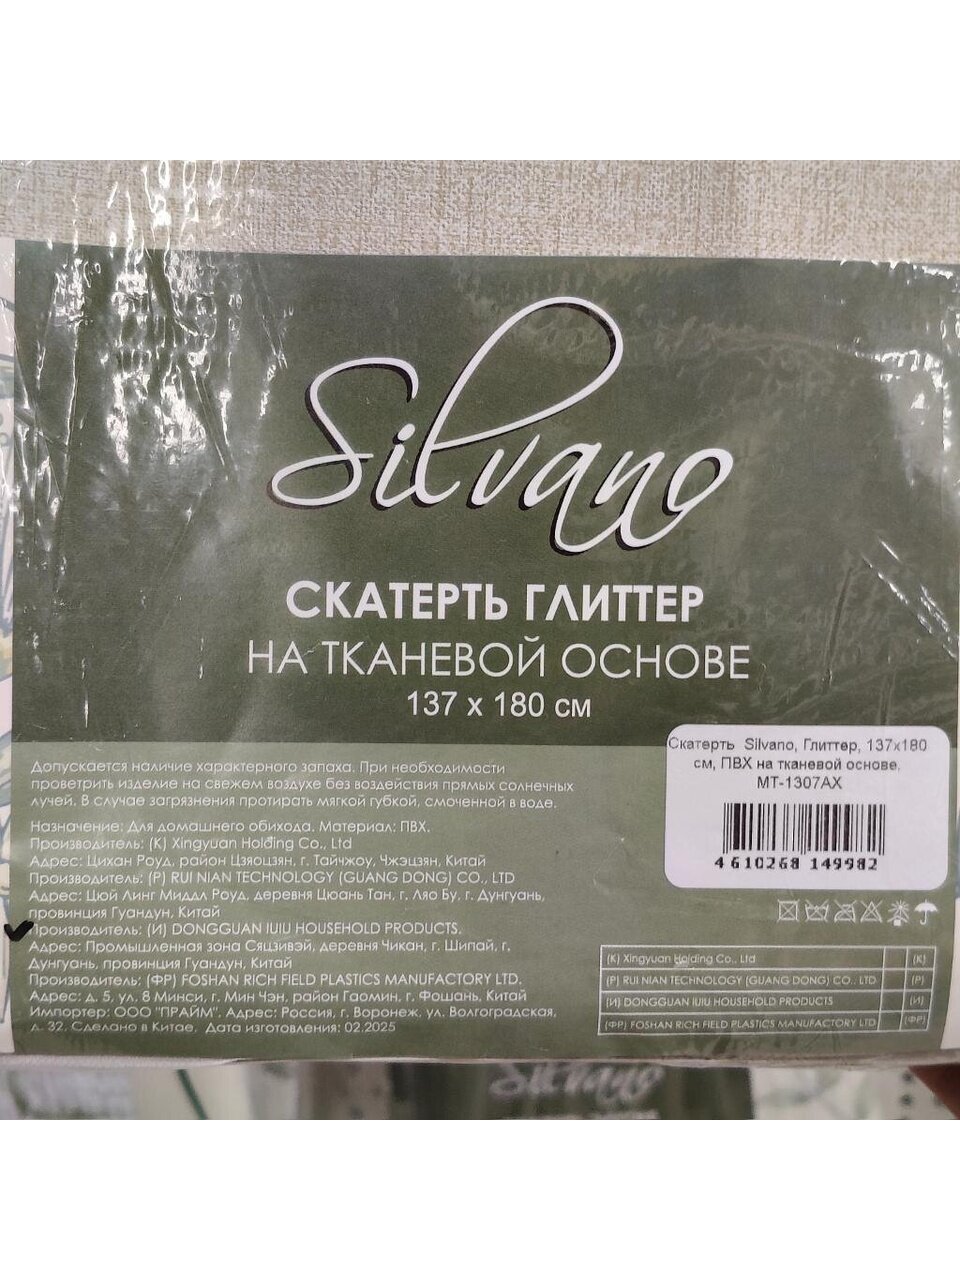 Silvano
СКАТЕРТЬ ГЛИТТЕР
НА ТКАНЕВОЙ ОСНОВЕ
137 х 180 см
Допускается наличие характерного запаха. При необходимости
проветрить изделие на свежем воздухе без воздействия прямых солнечных
лучей. В случае загрязнения протирать мягкой губкой, смоченной в воде.
Назначение: Для домашнего обихода. Материал: ПВХ.
Производитель: (К) Xingyuan Holding Co., Ltd
Адрес: Цихан Роуд, район Цзяоцзян, г. Тайчжоу, Чжэцзян, Китай
Производитель: (Р) RUI NIAN TECHNOLOGY (GUANG DONG) CO., LTD
Адрес: Цюй Линг Миддл Роуд, деревня Цюань Тан, г. Ляо Бу, г. Дунгуань,
провинция Гуандун, Китай
Производитель: (И) DONGGUAN IUIU HOUSEHOLD PRODUCTS.
Адрес: Промышленная зона Сяцзивэй, деревня Чикан, г. Шипай, г.
Дунгуань, провинция Гуандун, Китай
Производитель: (ФР) FOSHAN RICH FIELD PLASTICS MANUFACTORY LTD.
Адрес: д. 5, ул. 8 Минси, г. Мин Чэн, район Гаомин, г. Фошань, Китай
Импортер: ООО "ПРАЙМ". Адрес: Россия, г. Воронеж, ул. Волгоградская,
д. 32. Сделано в Китае. Дата изготовления: 02.2025
Скатерть Silvano, Глиттер, 137х180
см, ПВХ на тканевой основе,
МТ-1307АХ
4 610268 149982
(К) Xingyuan Holding Co., Ltd (К)
(Р) RUI NIAN TECHNOLOGY (GUANG DONG) CO., LTD (Р)
(И) DONGGUAN IUIU HOUSEHOLD PRODUCTS (И)
(ФР) FOSHAN RICH FIELD PLASTICS MANUFACTORY LTD (ФР)
Silvano